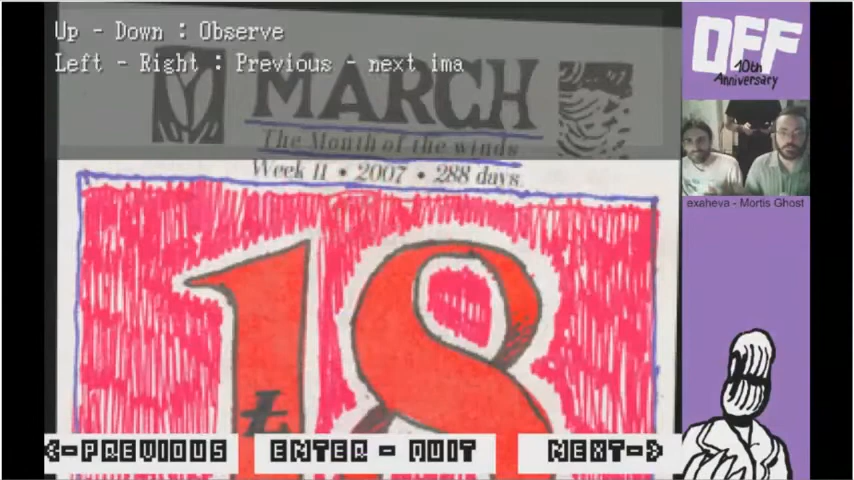 Up - Down : Observe
Left - Right : Previous - next ima
MARCH
The Month of the winds
Week 11 • 2007 • 288 days.
18
<-PREVIOUS
ENTER - QUIT
NEXT->
OFF
10th
Anniversary
exaheva - Mortis Ghost